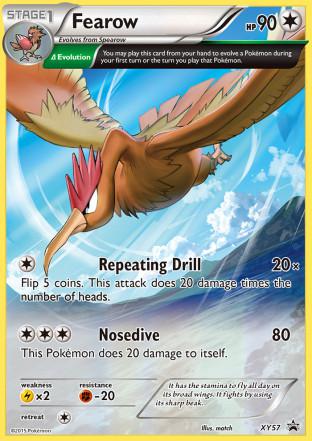 STAGE1 Fearow HP90
Evolves from Spearow
Δ Evolution You may play this card from your hand to evolve a Pokémon during
your first turn or the turn you play that Pokémon.
Repeating Drill 20×
Flip 5 coins. This attack does 20 damage times the
number of heads.
Nosedive 80
This Pokémon does 20 damage to itself.
weakness resistance
×2 -20
retreat
It has the stamina to fly all day on
its broad wings. It fights by using
its sharp beak.
©2015 Pokémon Illus. match XY57 PROMO